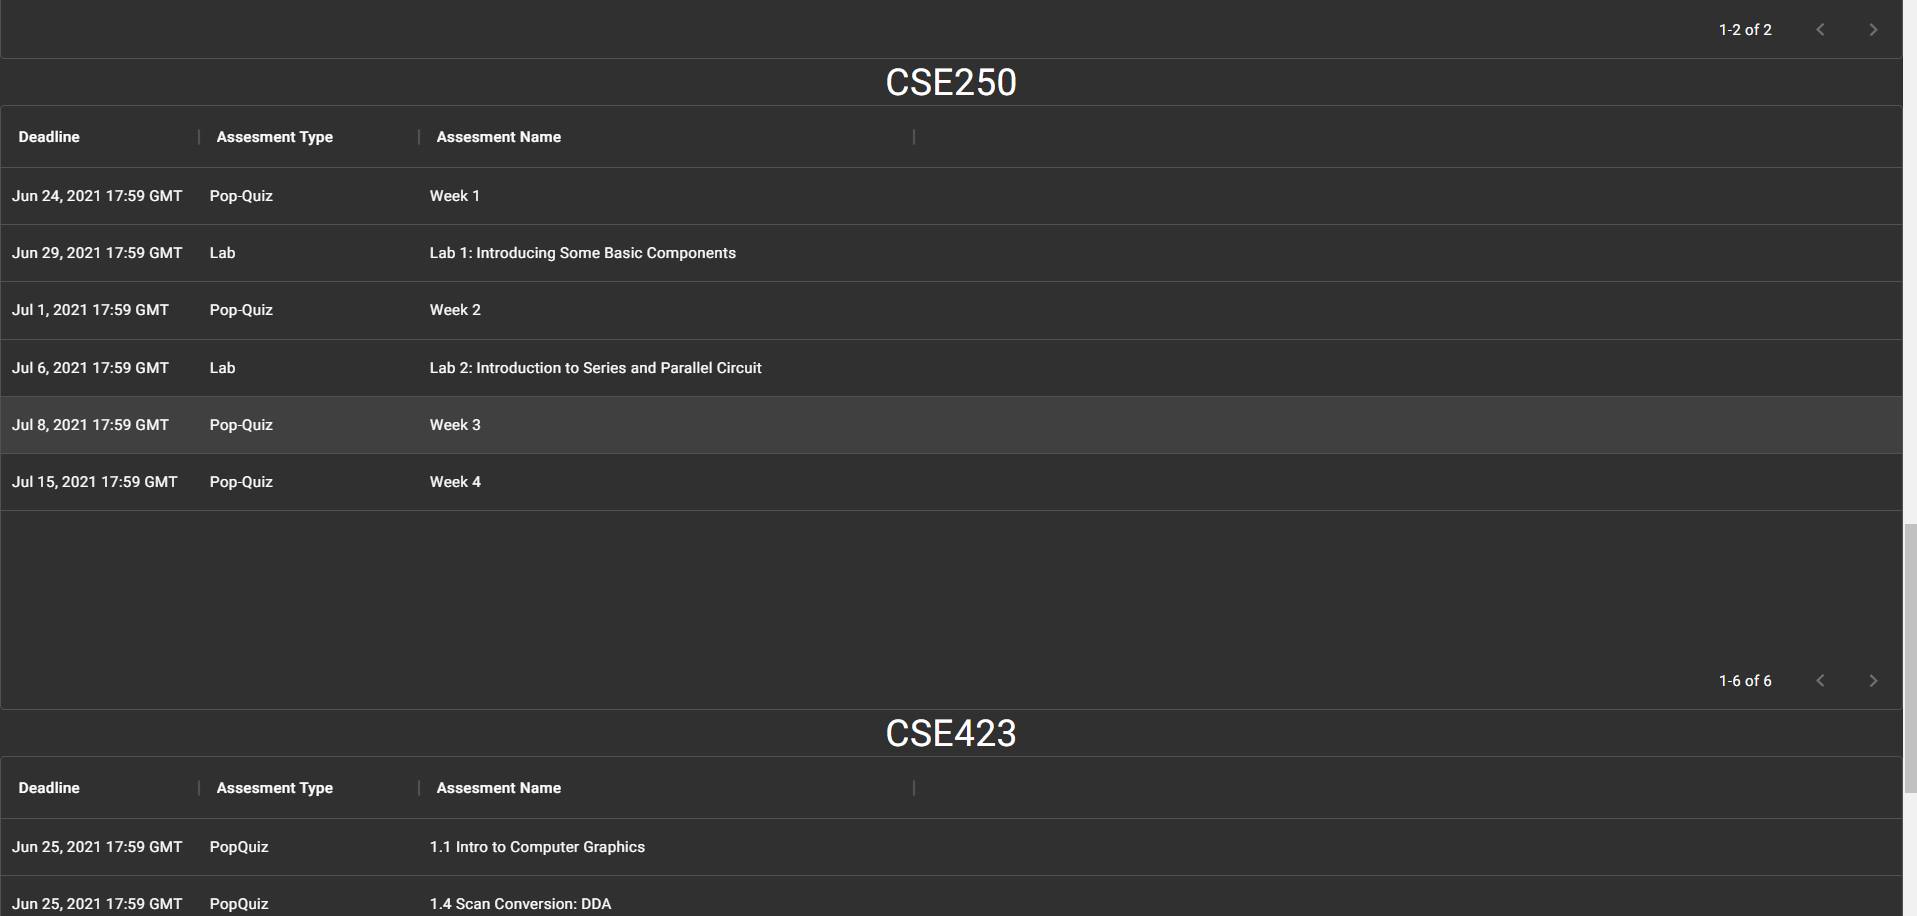 1-2 of 2
CSE250
Deadline Assesment Type Assesment Name
Jun 24, 2021 17:59 GMT Pop-Quiz Week 1
Jun 29, 2021 17:59 GMT Lab Lab 1: Introducing Some Basic Components
Jul 1, 2021 17:59 GMT Pop-Quiz Week 2
Jul 6, 2021 17:59 GMT Lab Lab 2: Introduction to Series and Parallel Circuit
Jul 8, 2021 17:59 GMT Pop-Quiz Week 3
Jul 15, 2021 17:59 GMT Pop-Quiz Week 4
1-6 of 6
CSE423
Deadline Assesment Type Assesment Name
Jun 25, 2021 17:59 GMT PopQuiz 1.1 Intro to Computer Graphics
Jun 25, 2021 17:59 GMT PopQuiz 1.4 Scan Conversion: DDA